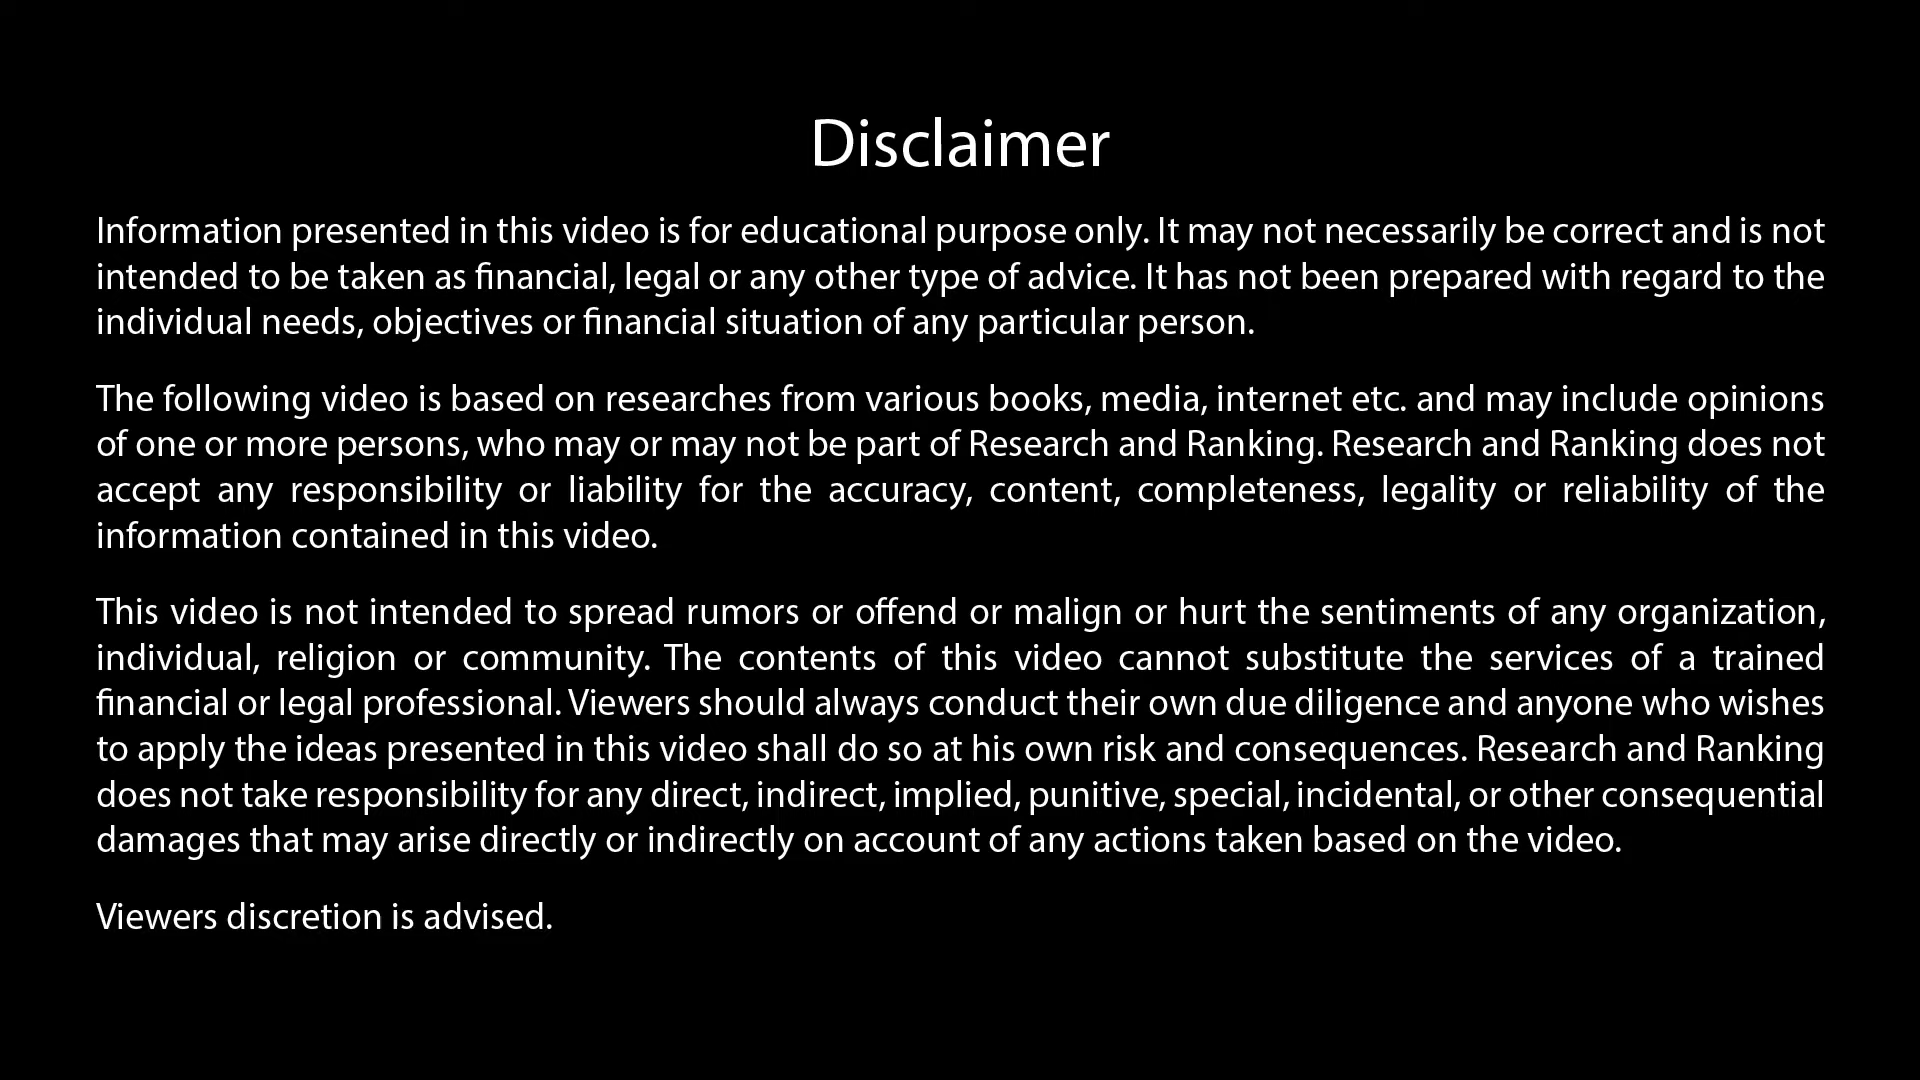 Disclaimer
Information presented in this video is for educational purpose only. It may not necessarily be correct and is not
intended to be taken as financial, legal or any other type of advice. It has not been prepared with regard to the
individual needs, objectives or financial situation of any particular person.
The following video is based on researches from various books, media, internet etc. and may include opinions
of one or more persons, who may or may not be part of Research and Ranking. Research and Ranking does not
accept any responsibility or liability for the accuracy, content, completeness, legality or reliability of the
information contained in this video.
This video is not intended to spread rumors or offend or malign or hurt the sentiments of any organization,
individual, religion or community. The contents of this video cannot substitute the services of a trained
financial or legal professional. Viewers should always conduct their own due diligence and anyone who wishes
to apply the ideas presented in this video shall do so at his own risk and consequences. Research and Ranking
does not take responsibility for any direct, indirect, implied, punitive, special, incidental, or other consequential
damages that may arise directly or indirectly on account of any actions taken based on the video.
Viewers discretion is advised.